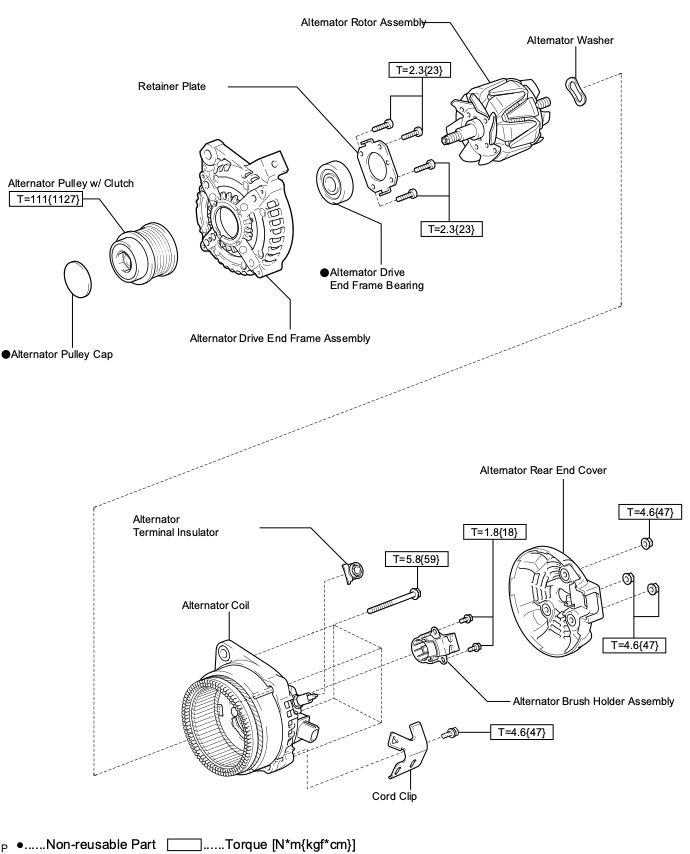 Alternator Rotor Assembly
Alternator Washer
T=2.3{23}
Retainer Plate
Alternator Pulley w/ Clutch
T=111{1127}
T=2.3{23}
●Alternator Drive
End Frame Bearing
Alternator Drive End Frame Assembly
●Alternator Pulley Cap
Alternator Rear End Cover
T=4.6{47}
Alternator
Terminal Insulator
T=1.8{18}
T=5.8{59}
Alternator Coil
T=4.6{47}
Alternator Brush Holder Assembly
T=4.6{47}
Cord Clip
P ●......Non-reusable Part ......Torque [N*m{kgf*cm}]